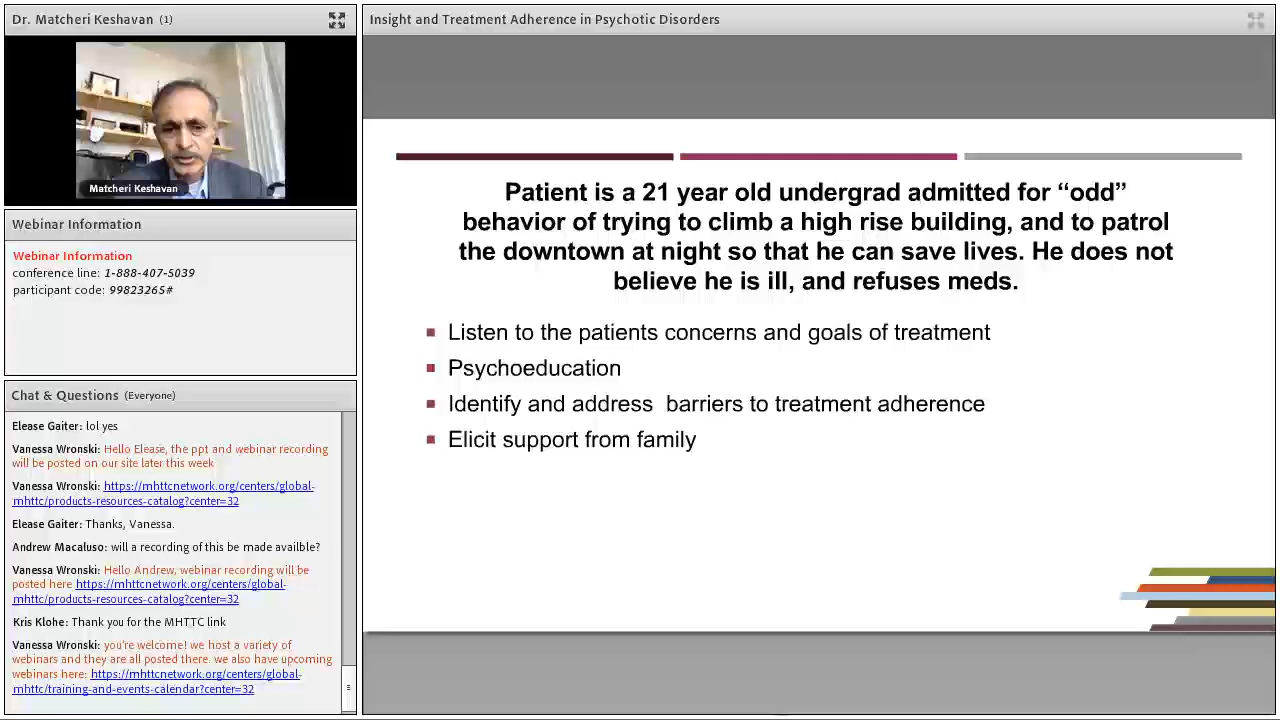 Dr. Matcheri Keshavan (1)
Matcheri Keshavan
Webinar Information
Webinar Information
conference line: 1-888-407-5039
participant code: 99823265#
Chat & Questions (Everyone)
Elease Gaiter: lol yes
Vanessa Wronski: Hello Elease, the ppt and webinar recording
will be posted on our site later this week
Vanessa Wronski: https://mhttcnetwork.org/centers/global-
mhttc/products-resources-catalog?center=32
Elease Gaiter: Thanks, Vanessa.
Andrew Macaluso: will a recording of this be made availble?
Vanessa Wronski: Hello Andrew, webinar recording will be
posted here https://mhttcnetwork.org/centers/global-
mhttc/products-resources-catalog?center=32
Kris Klohe: Thank you for the MHTTC link
Vanessa Wronski: you're welcome! we host a variety of
webinars and they are all posted there. we also have upcoming
webinars here: https://mhttcnetwork.org/centers/global-
mhttc/training-and-events-calendar?center=32
Insight and Treatment Adherence in Psychotic Disorders
Patient is a 21 year old undergrad admitted for “odd”
behavior of trying to climb a high rise building, and to patrol
the downtown at night so that he can save lives. He does not
believe he is ill, and refuses meds.
Listen to the patients concerns and goals of treatment
Psychoeducation
Identify and address  barriers to treatment adherence
Elicit support from family